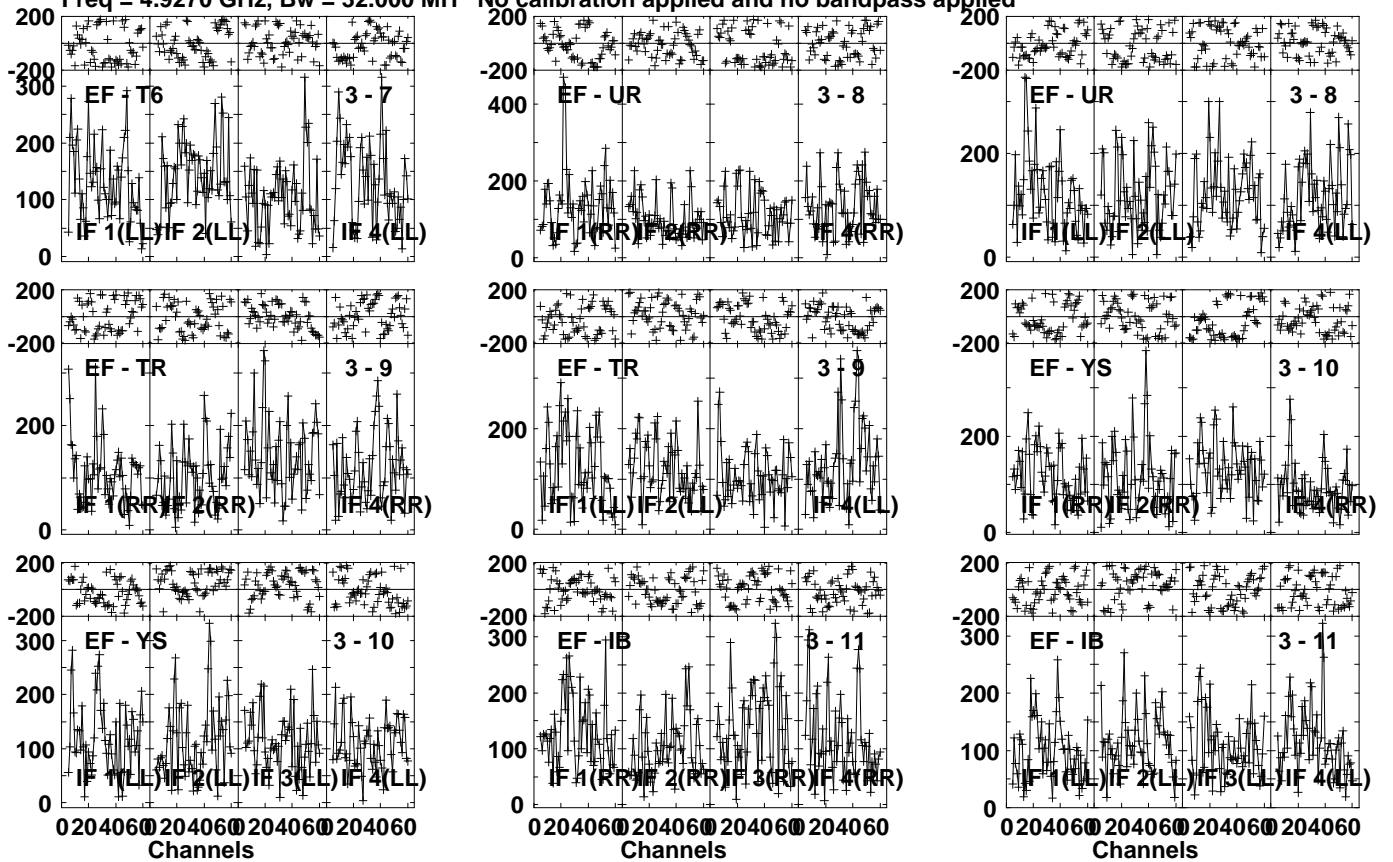 Freq = 4.9270 GHz, Bw = 32.000 MH No calibration applied and no bandpass applied
200
-200
300
200
100
0
EF - T6
3 - 7
IF 1(LL)
IF 2(LL)
IF 4(LL)
200
-200
400
200
0
EF - UR
3 - 8
IF 1(RR)
IF 2(RR)
IF 4(RR)
200
-200
200
0
EF - UR
3 - 8
IF 1(LL)
IF 2(LL)
IF 4(LL)
200
-200
200
0
EF - TR
3 - 9
IF 1(RR)
IF 2(RR)
IF 4(RR)
200
-200
200
0
EF - TR
3 - 9
IF 1(LL)
IF 2(LL)
IF 4(LL)
200
-200
200
0
EF - YS
3 - 10
IF 1(RR)
IF 2(RR)
IF 4(RR)
200
-200
300
200
100
0
EF - YS
3 - 10
IF 1(LL)
IF 2(LL)
IF 3(LL)
IF 4(LL)
0 20 40 60 0 20 40 60 0 20 40 60 0 20 40 60
Channels
200
-200
300
200
100
0
EF - IB
3 - 11
IF 1(RR)
IF 2(RR)
IF 3(RR)
IF 4(RR)
0 20 40 60 0 20 40 60 0 20 40 60 0 20 40 60
Channels
200
-200
300
200
100
0
EF - IB
3 - 11
IF 1(LL)
IF 2(LL)
IF 3(LL)
IF 4(LL)
0 20 40 60 0 20 40 60 0 20 40 60 0 20 40 60
Channels